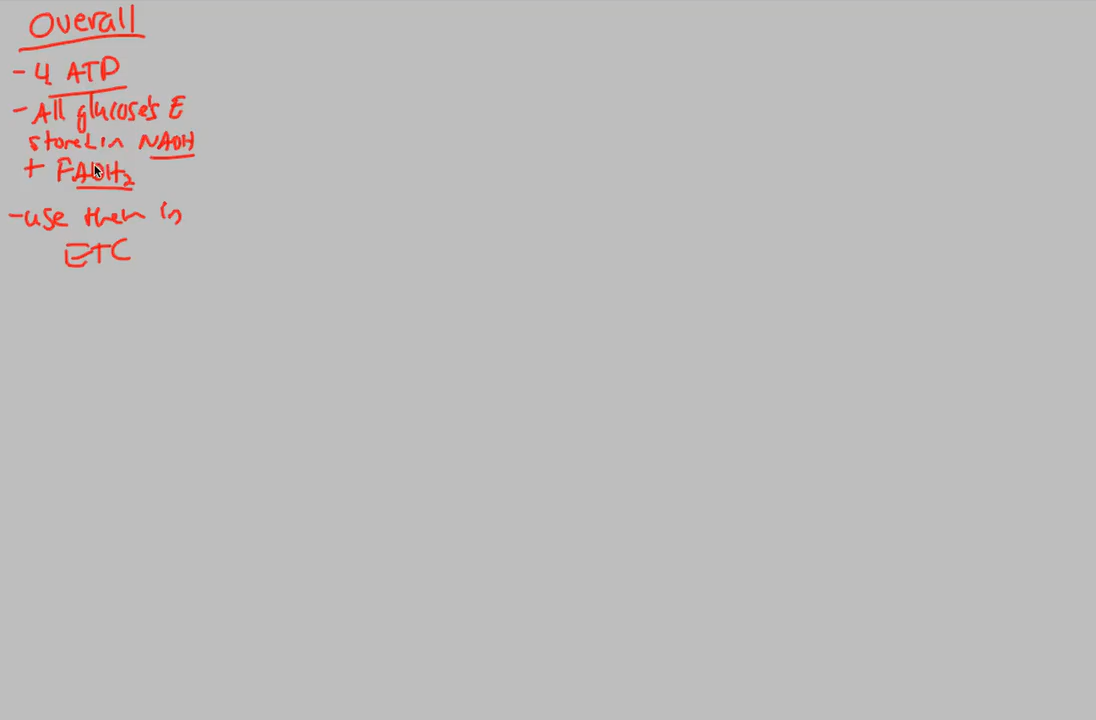 Overall
- 4 ATP
- All glucose's E
stored in NADH
+ FADH₂
- use them in
ETC